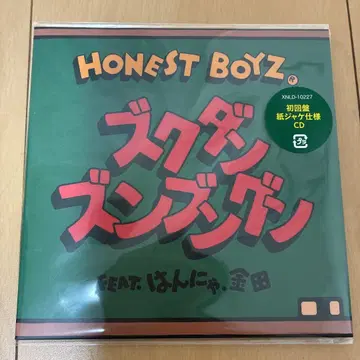 HONEST BOYZ®
XNLD-10227
初回盤
紙ジャケ仕様
CD
ズクダン
ズンブングン
FEAT. はんにゃ.金田